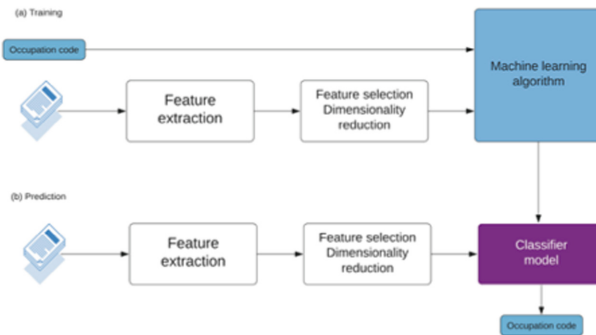 (a) Training
Occupation code
Machine learning
algorithm
Feature
extraction
Feature selection
Dimensionality
reduction
(b) Prediction
Feature
extraction
Feature selection
Dimensionality
reduction
Classifier
model
Occupation code